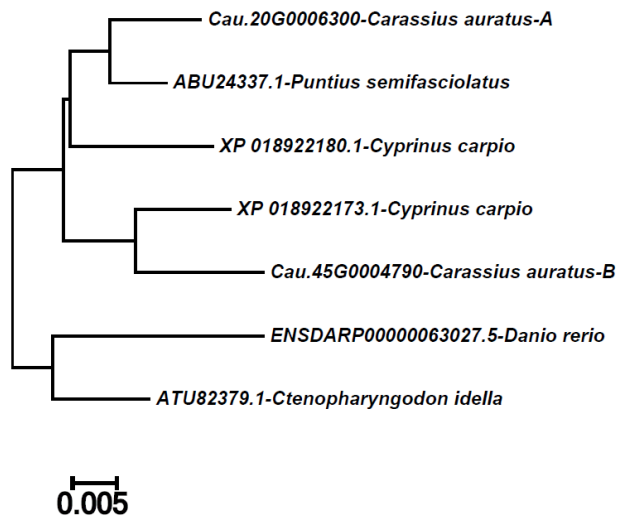 Cau.20G0006300-Carassius auratus-A
ABU24337.1-Puntius semifasciolatus
XP 018922180.1-Cyprinus carpio
XP 018922173.1-Cyprinus carpio
Cau.45G0004790-Carassius auratus-B
ENSDARP00000063027.5-Danio rerio
ATU82379.1-Ctenopharyngodon idella
0.005